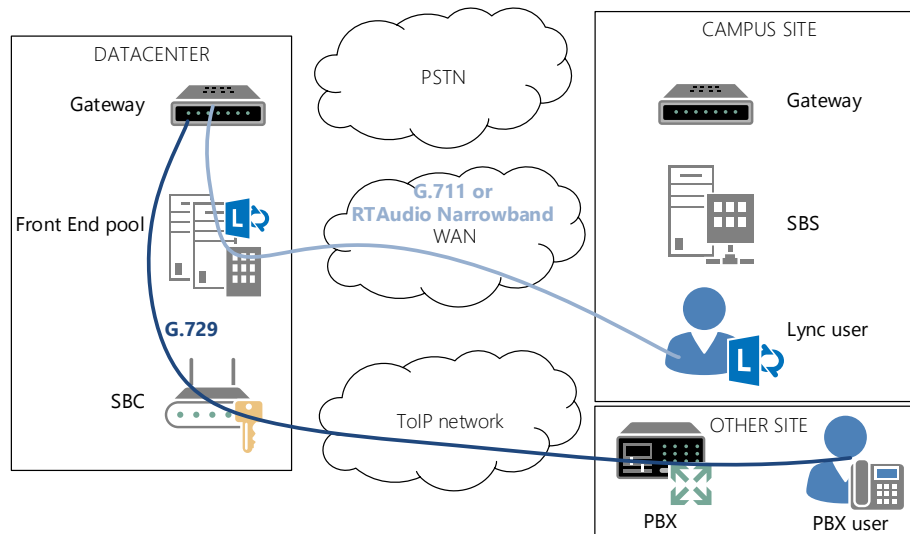 DATACENTER
Gateway
Front End pool
L
G.729
SBC
PSTN
G.711 or
RTAudio Narrowband
WAN
ToIP network
CAMPUS SITE
Gateway
SBS
Lync user
L
OTHER SITE
PBX
PBX user